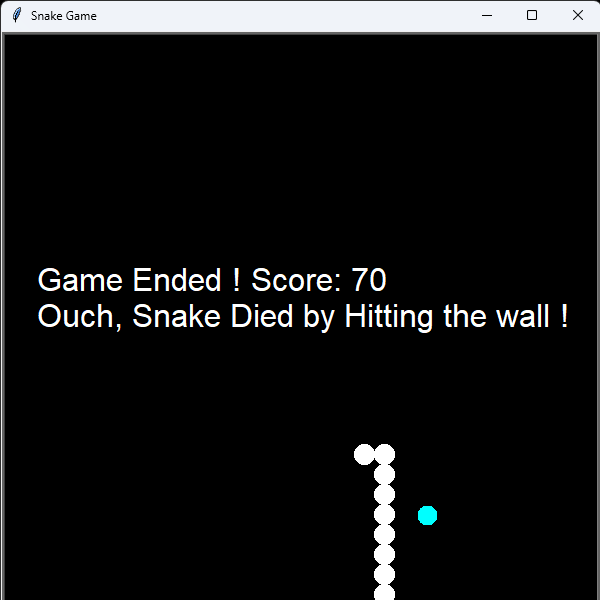 Snake Game
Game Ended ! Score: 70
Ouch, Snake Died by Hitting the wall !